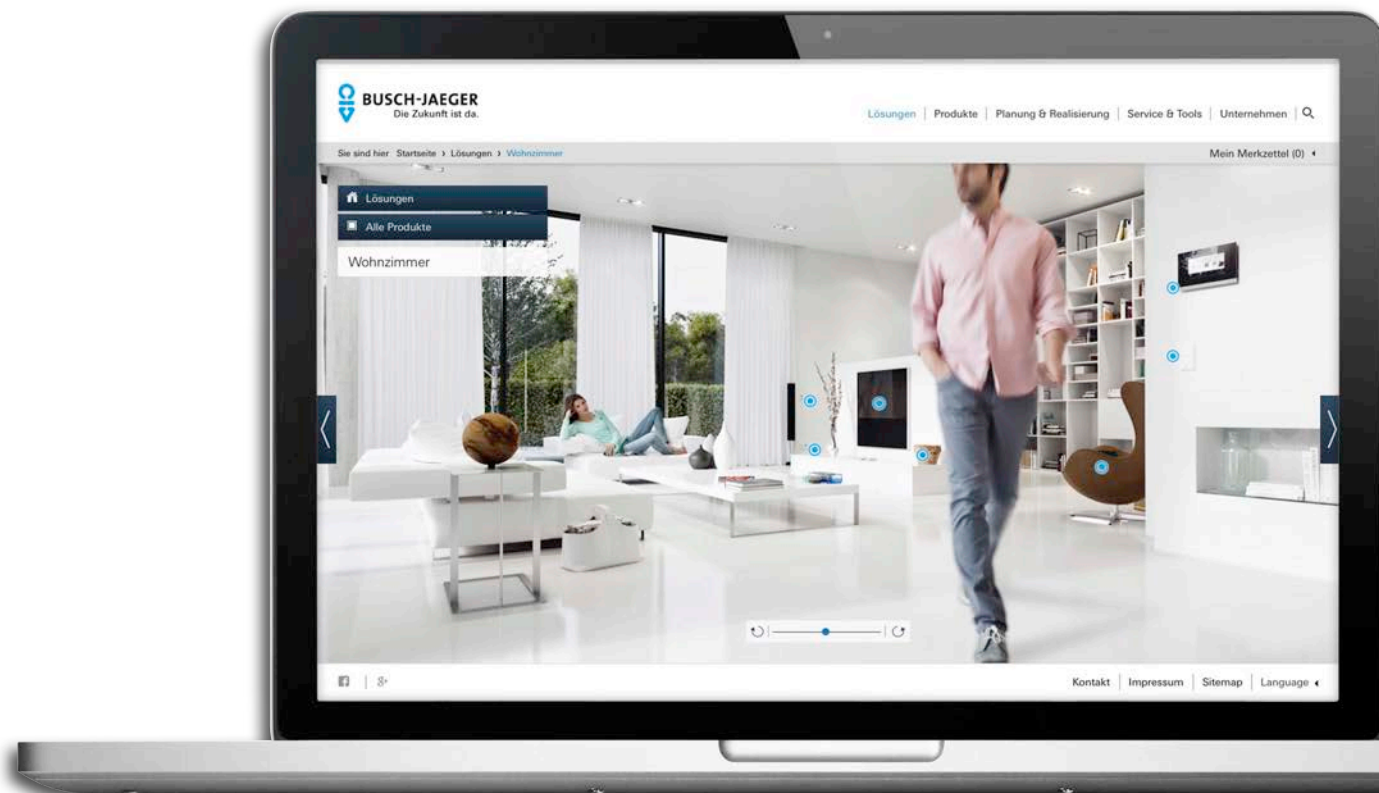 BUSCH-JAEGER
Die Zukunft ist da.
Lösungen | Produkte | Planung & Realisierung | Service & Tools | Unternehmen
Sie sind hier Startseite › Lösungen › Wohnzimmer
Mein Merkzettel (0)
Lösungen
Alle Produkte
Wohnzimmer
8+
Kontakt | Impressum | Sitemap | Language